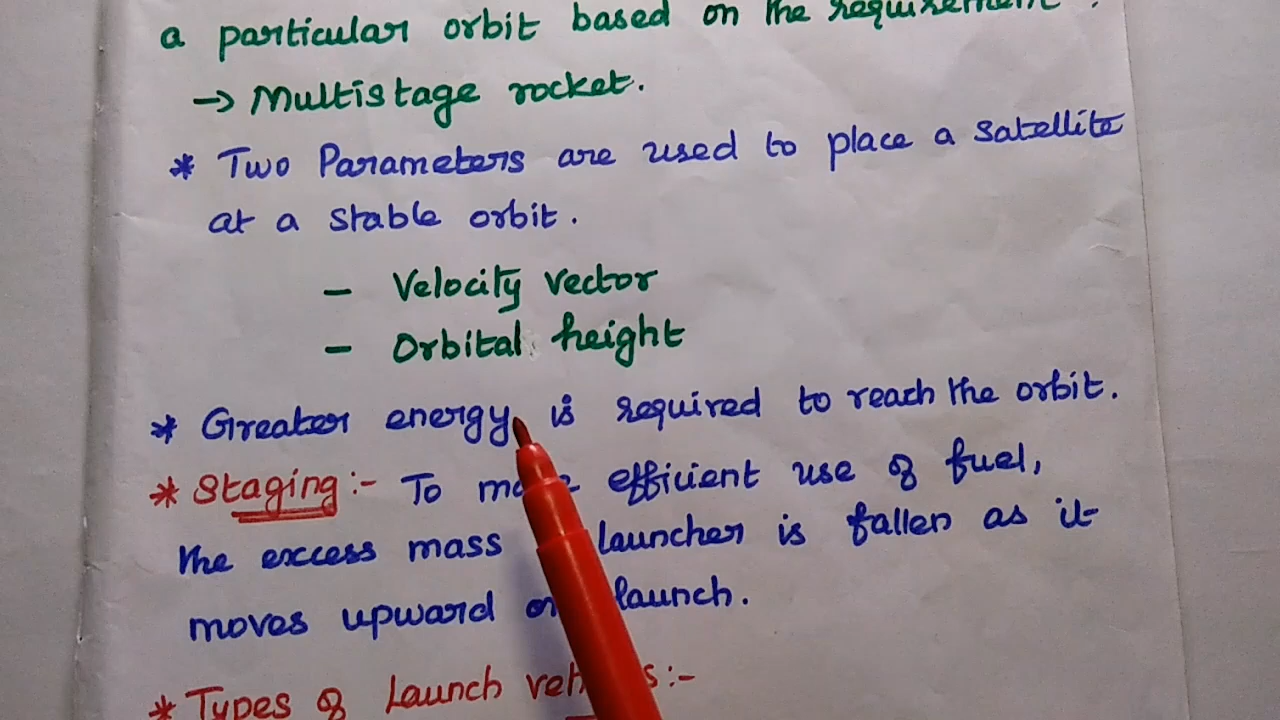 a particular orbit based on the requirement.
→ Multistage rocket.
* Two Parameters are used to place a satellite
at a stable orbit.
- Velocity vector
- Orbital height
* Greater energy is required to reach the orbit.
* Staging :- To efficient use of fuel,
the excess mass launcher is fallen as it
moves upward launch.
* Types of Launch :-